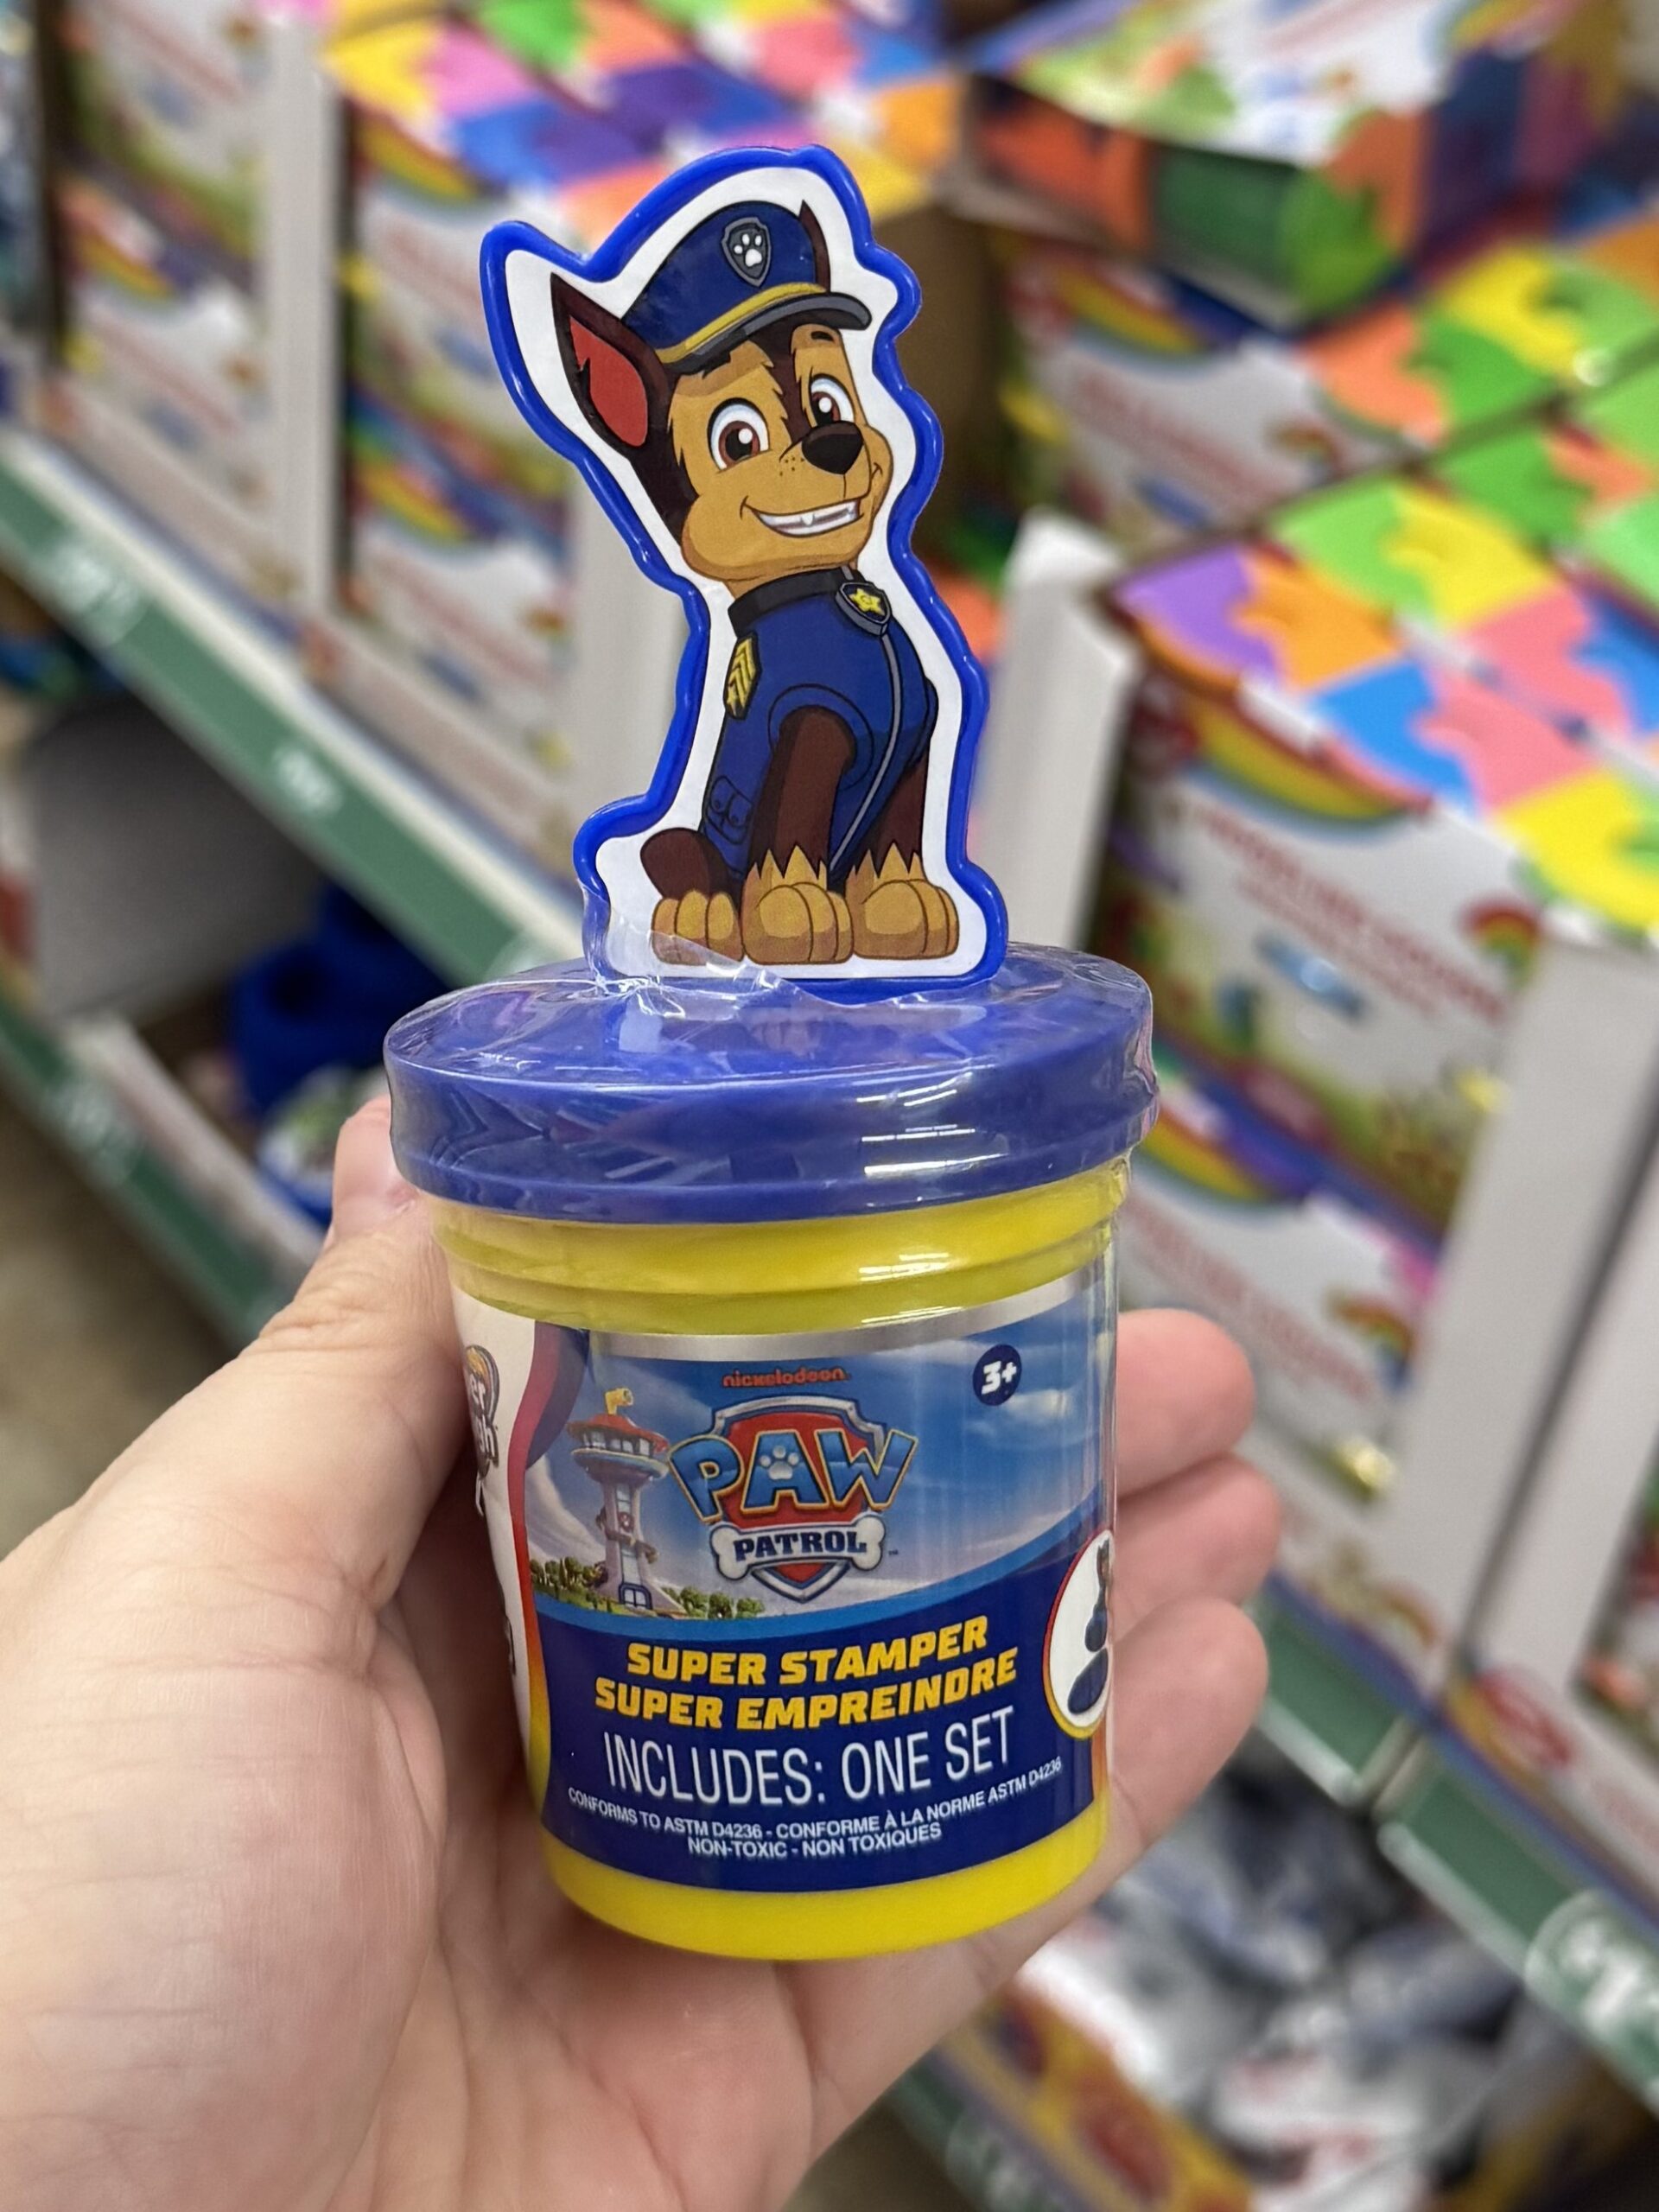 nickelodeon
3+
PAW
PATROL
SUPER STAMPER
SUPER EMPREINDRE
INCLUDES: ONE SET
CONFORMS TO ASTM D4236 - CONFORME À LA NORME ASTM D4236
NON-TOXIC - NON TOXIQUES